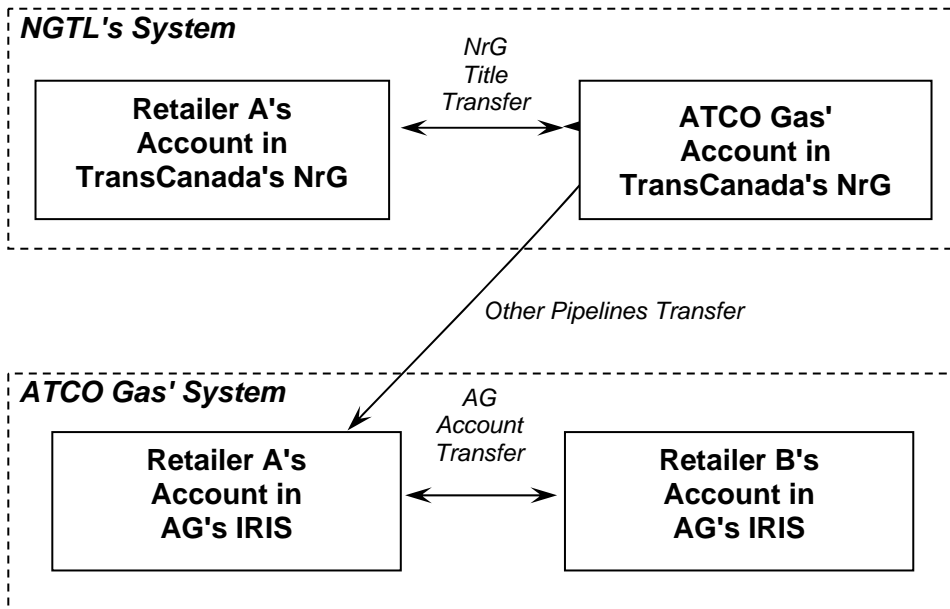 NGTL's System
NrG
Title
Transfer
Retailer A's
Account in
TransCanada's NrG
ATCO Gas'
Account in
TransCanada's NrG
Other Pipelines Transfer
ATCO Gas' System
AG
Account
Transfer
Retailer A's
Account in
AG's IRIS
Retailer B's
Account in
AG's IRIS